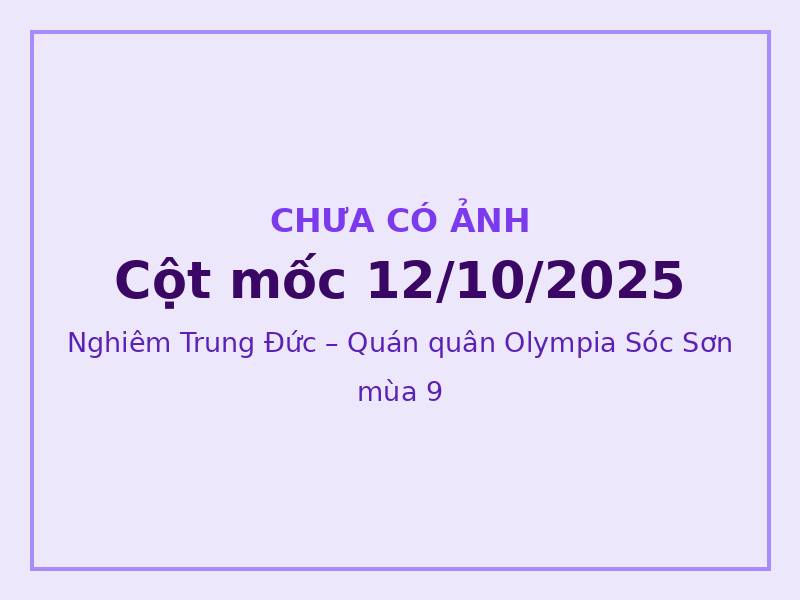 CHƯA CÓ ẢNH
Cột mốc 12/10/2025
Nghiêm Trung Đức – Quán quân Olympia Sóc Sơn
mùa 9